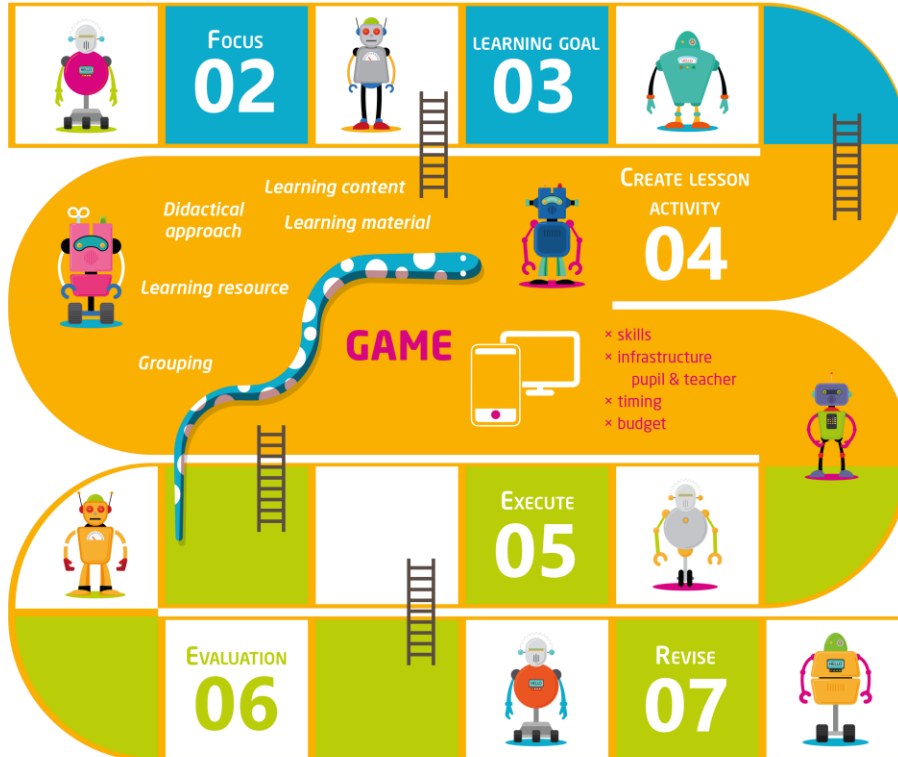 FOCUS
02
LEARNING GOAL
03
CREATE LESSON
ACTIVITY
04
Learning content
Didactical
approach
Learning material
Learning resource
Grouping
GAME
× skills
× infrastructure
pupil & teacher
× timing
× budget
EXECUTE
05
EVALUATION
06
REVISE
07